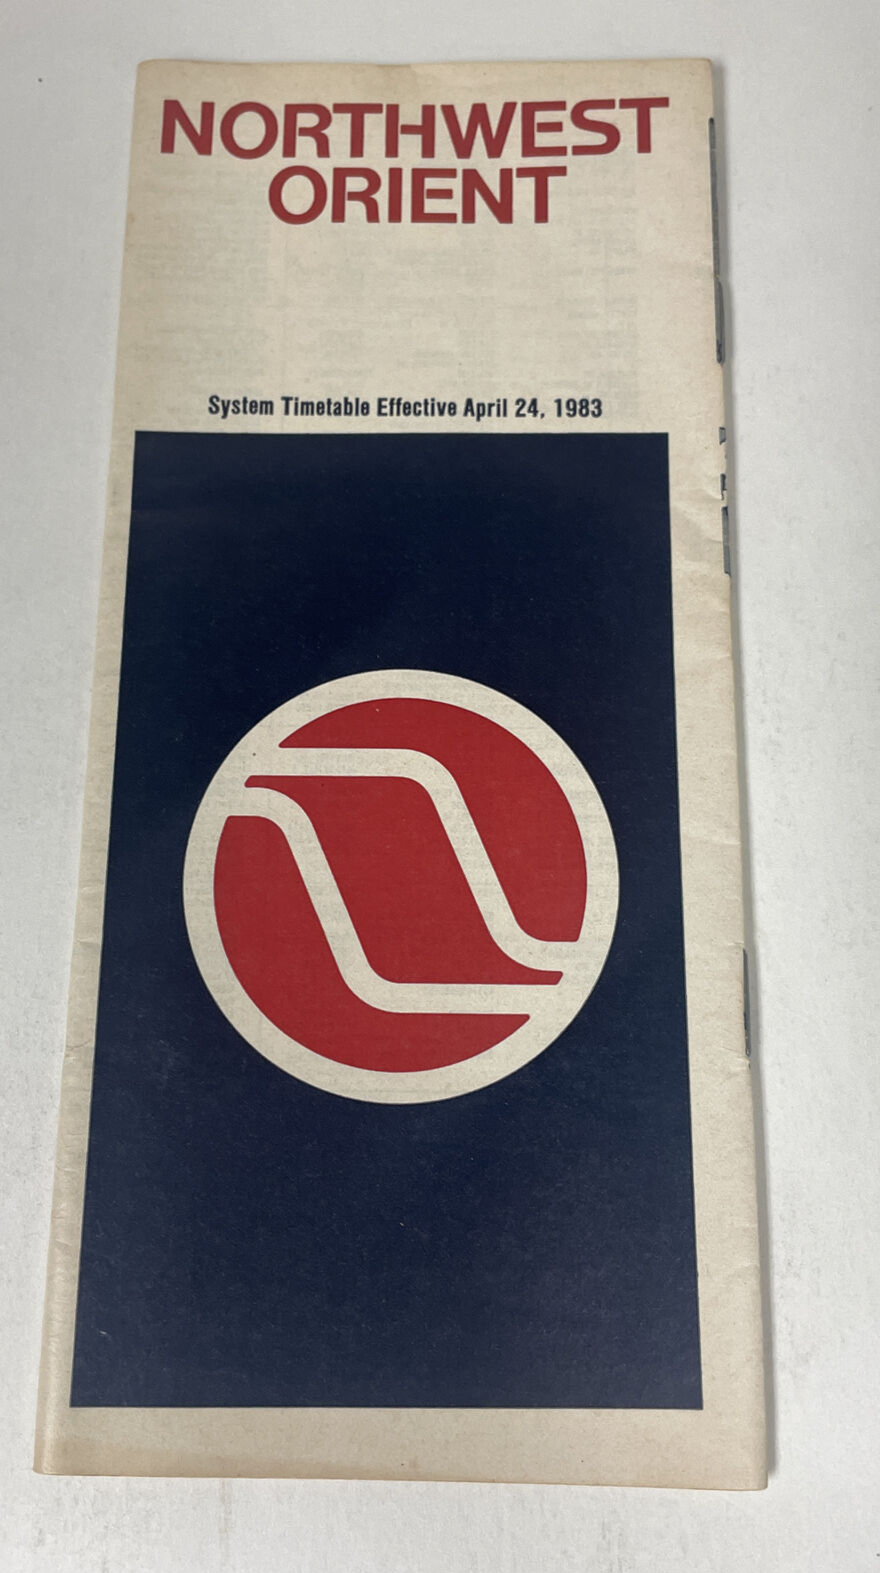 NORTHWEST
ORIENT
System Timetable Effective April 24, 1983